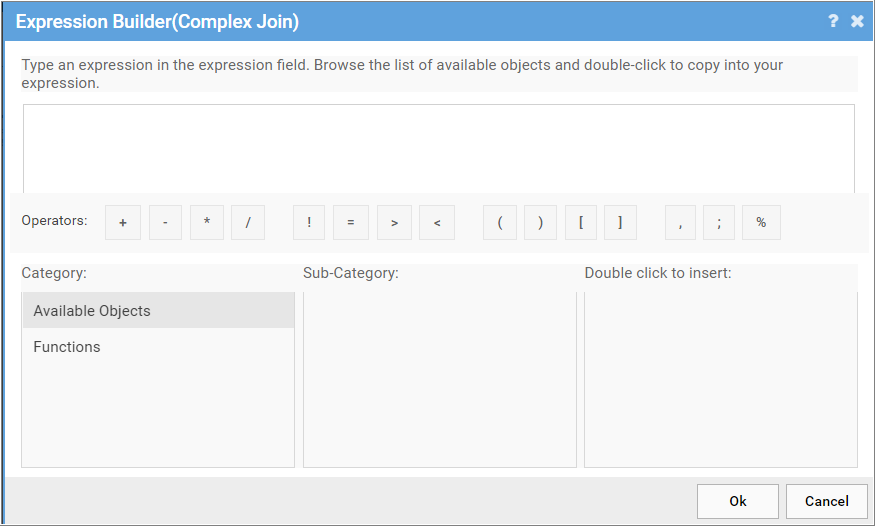 Expression Builder(Complex Join) ?
Type an expression in the expression field. Browse the list of available objects and double-click to copy into your
expression.
Operators: + - * / ! = > < ( ) [ ] , ; %
Category: Sub-Category: Double click to insert:
Available Objects
Functions
Ok Cancel